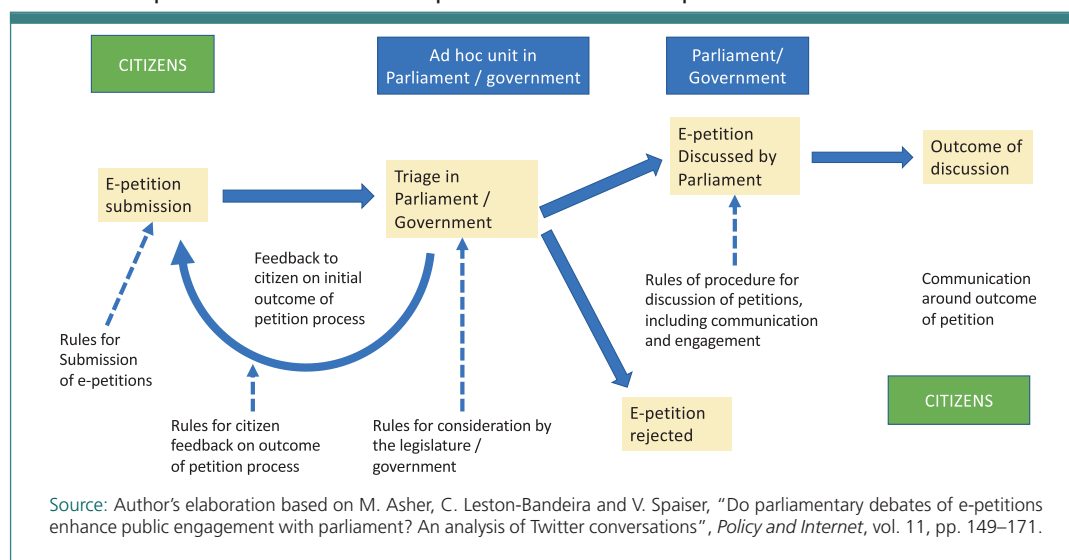 CITIZENS
Ad hoc unit in
Parliament / government
Parliament/
Government
E-petition
submission
Triage in
Parliament /
Government
E-petition
Discussed by
Parliament
Outcome of
discussion
Feedback to
citizen on initial
outcome of
petition process
Rules for
Submission
of e-petitions
Rules for citizen
feedback on outcome
of petition process
Rules for consideration by
the legislature /
government
Rules of procedure for
discussion of petitions,
including communication
and engagement
Communication
around outcome
of petition
E-petition
rejected
CITIZENS
Source: Author’s elaboration based on M. Asher, C. Leston-Bandeira and V. Spaiser, “Do parliamentary debates of e-petitions
enhance public engagement with parliament? An analysis of Twitter conversations”, Policy and Internet, vol. 11, pp. 149–171.